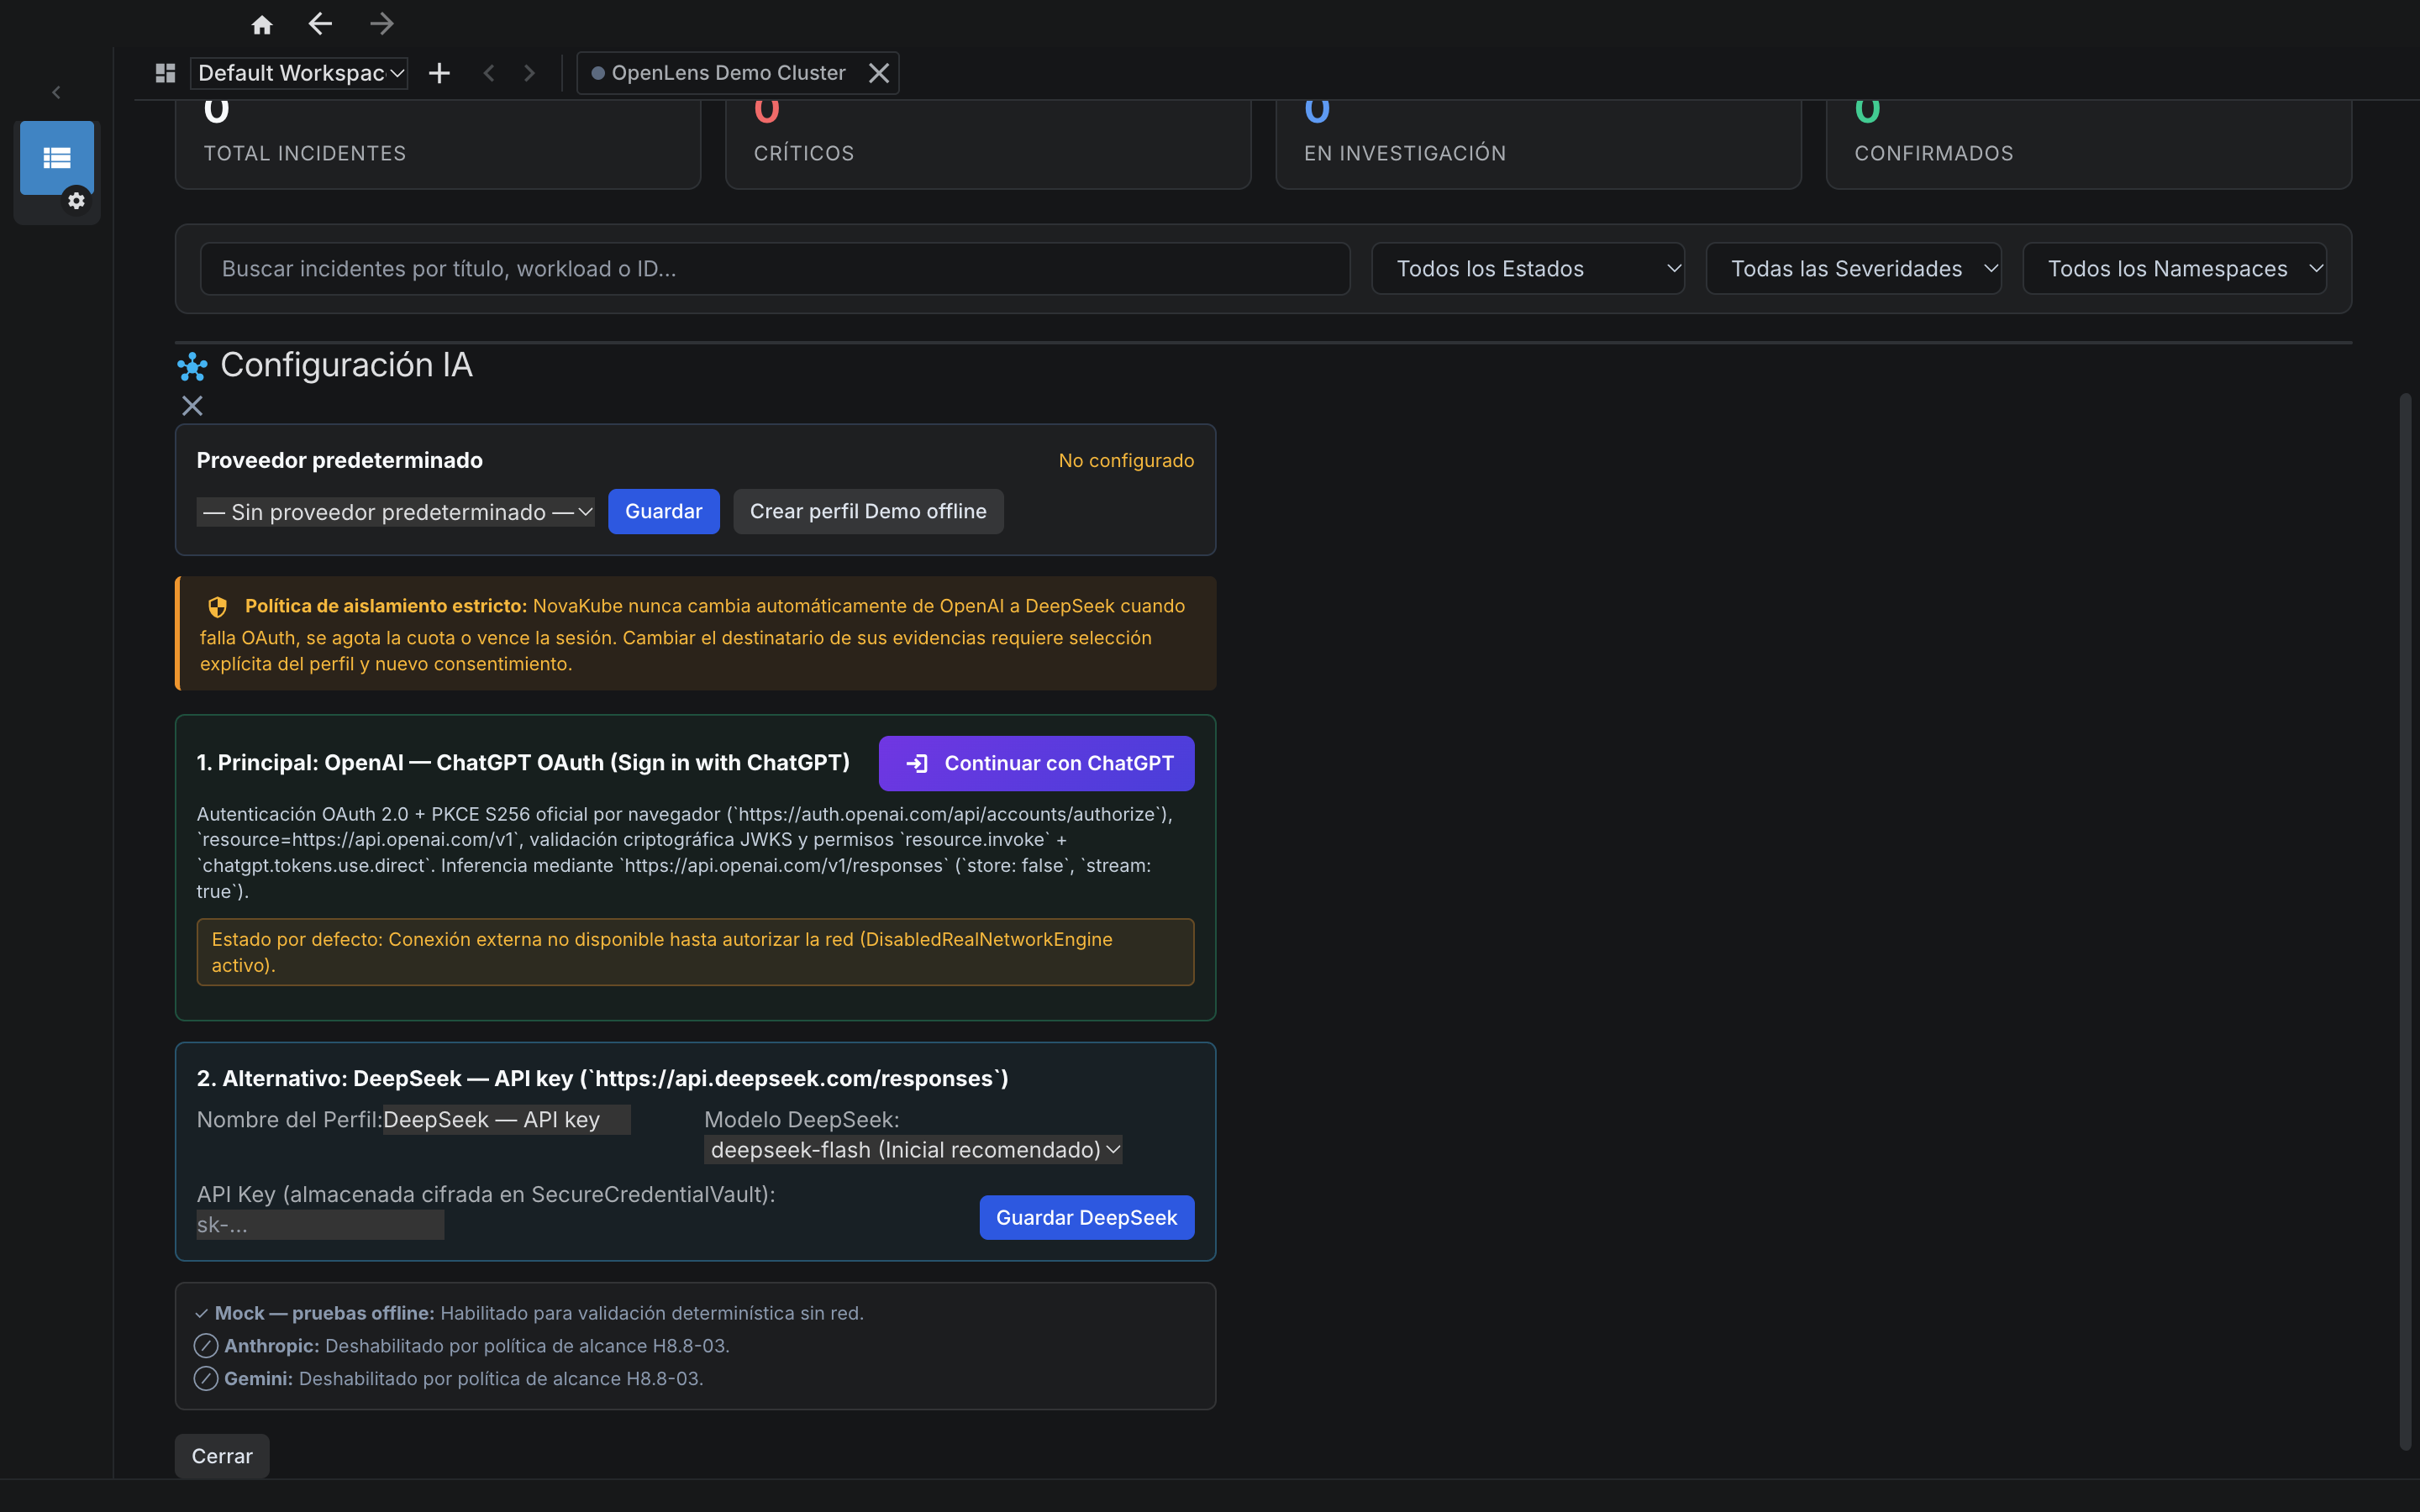 Default Workspac
OpenLens Demo Cluster
0
TOTAL INCIDENTES
0
CRÍTICOS
0
EN INVESTIGACIÓN
0
CONFIRMADOS
Buscar incidentes por título, workload o ID...
Todos los Estados
Todas las Severidades
Todos los Namespaces
Configuración IA
Proveedor predeterminado
No configurado
— Sin proveedor predeterminado —
Guardar
Crear perfil Demo offline
Política de aislamiento estricto: NovaKube nunca cambia automáticamente de OpenAI a DeepSeek cuando
falla OAuth, se agota la cuota o vence la sesión. Cambiar el destinatario de sus evidencias requiere selección
explícita del perfil y nuevo consentimiento.
1. Principal: OpenAI — ChatGPT OAuth (Sign in with ChatGPT)
Continuar con ChatGPT
Autenticación OAuth 2.0 + PKCE S256 oficial por navegador (`https://auth.openai.com/api/accounts/authorize`),
`resource=https://api.openai.com/v1`, validación criptográfica JWKS y permisos `resource.invoke` +
`chatgpt.tokens.use.direct`. Inferencia mediante `https://api.openai.com/v1/responses` (`store: false`, `stream:
true`).
Estado por defecto: Conexión externa no disponible hasta autorizar la red (DisabledRealNetworkEngine
activo).
2. Alternativo: DeepSeek — API key (`https://api.deepseek.com/responses`)
Nombre del Perfil:
DeepSeek — API key
Modelo DeepSeek:
deepseek-flash (Inicial recomendado)
API Key (almacenada cifrada en SecureCredentialVault):
sk-...
Guardar DeepSeek
Mock — pruebas offline: Habilitado para validación determinística sin red.
Anthropic: Deshabilitado por política de alcance H8.8-03.
Gemini: Deshabilitado por política de alcance H8.8-03.
Cerrar